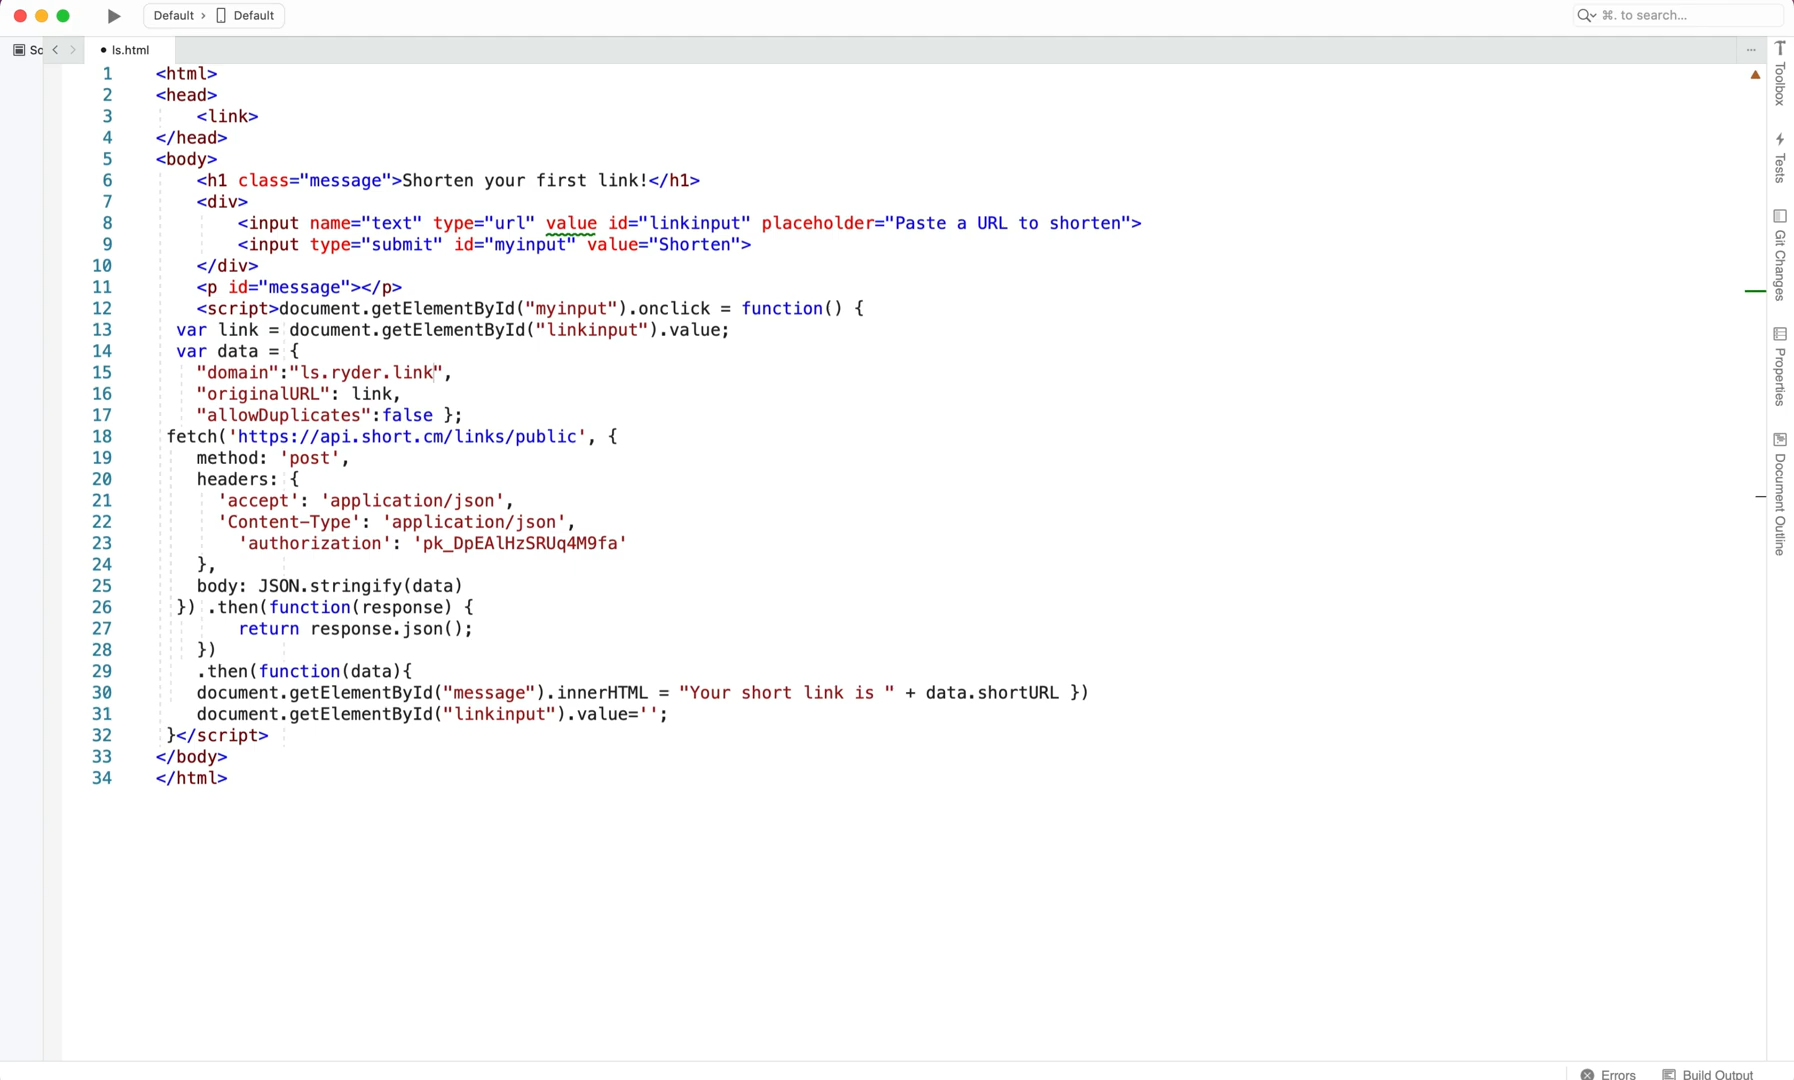 Default › Default
⌘. to search...
Sc
ls.html
...
1 <html>
2 <head>
3     <link>
4 </head>
5 <body>
6     <h1 class="message">Shorten your first link!</h1>
7     <div>
8         <input name="text" type="url" value id="linkinput" placeholder="Paste a URL to shorten">
9         <input type="submit" id="myinput" value="Shorten">
10     </div>
11     <p id="message"></p>
12     <script>document.getElementById("myinput").onclick = function() {
13   var link = document.getElementById("linkinput").value;
14   var data = {
15     "domain":"ls.ryder.link",
16     "originalURL": link,
17     "allowDuplicates":false };
18  fetch('https://api.short.cm/links/public', {
19     method: 'post',
20     headers: {
21       'accept': 'application/json',
22       'Content-Type': 'application/json',
23         'authorization': 'pk_DpEAlHzSRUq4M9fa'
24     },
25     body: JSON.stringify(data)
26   }) .then(function(response) {
27         return response.json();
28     })
29     .then(function(data){
30     document.getElementById("message").innerHTML = "Your short link is " + data.shortURL })
31     document.getElementById("linkinput").value='';
32  }</script>
33 </body>
34 </html>
Toolbox
Tests
Git Changes
Properties
Document Outline
Errors
Build Output